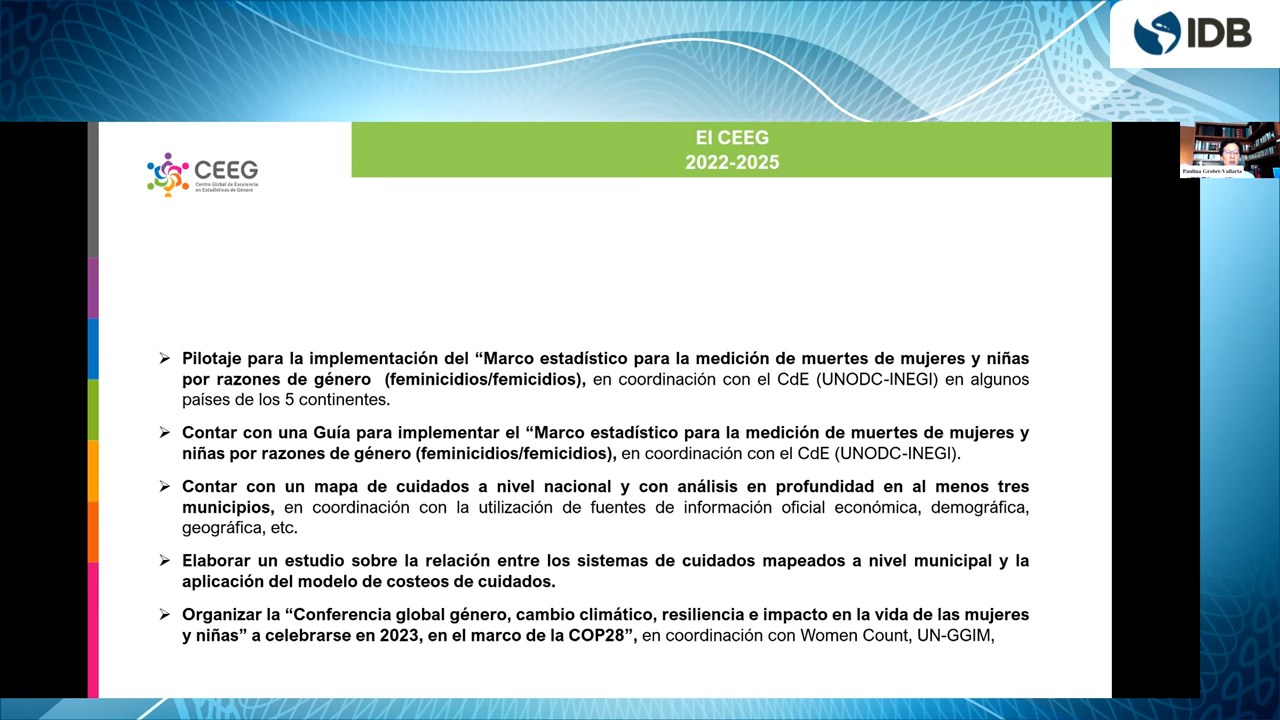 IDB
El CEEG
2022-2025
CEEG
Centro Global de Excelencia
en Estadísticas de Género
Paulina Grobet-Vallarta
➢ Pilotaje para la implementación del “Marco estadístico para la medición de muertes de mujeres y niñas
por razones de género (feminicidios/femicidios), en coordinación con el CdE (UNODC-INEGI) en algunos
países de los 5 continentes.
➢ Contar con una Guía para implementar el “Marco estadístico para la medición de muertes de mujeres y
niñas por razones de género (feminicidios/femicidios), en coordinación con el CdE (UNODC-INEGI).
➢ Contar con un mapa de cuidados a nivel nacional y con análisis en profundidad en al menos tres
municipios, en coordinación con la utilización de fuentes de información oficial económica, demográfica,
geográfica, etc.
➢ Elaborar un estudio sobre la relación entre los sistemas de cuidados mapeados a nivel municipal y la
aplicación del modelo de costeos de cuidados.
➢ Organizar la “Conferencia global género, cambio climático, resiliencia e impacto en la vida de las mujeres
y niñas” a celebrarse en 2023, en el marco de la COP28”, en coordinación con Women Count, UN-GGIM,